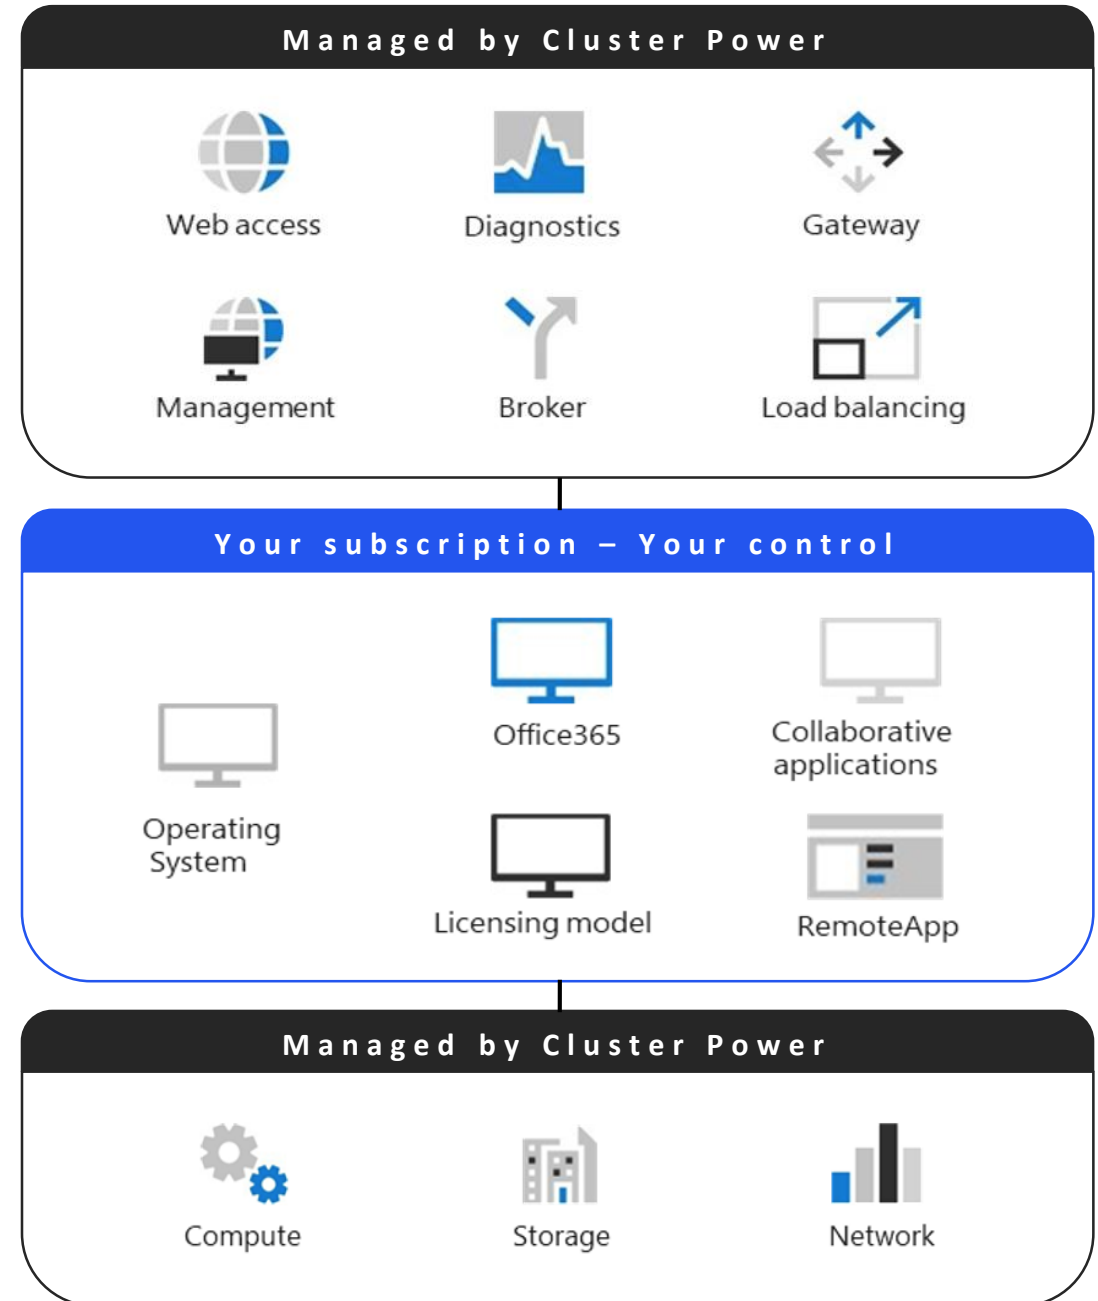 Managed by Cluster Power
Web access
Diagnostics
Gateway
Management
Broker
Load balancing
Your subscription – Your control
Operating
System
Office365
Collaborative
applications
Licensing model
RemoteApp
Managed by Cluster Power
Compute
Storage
Network